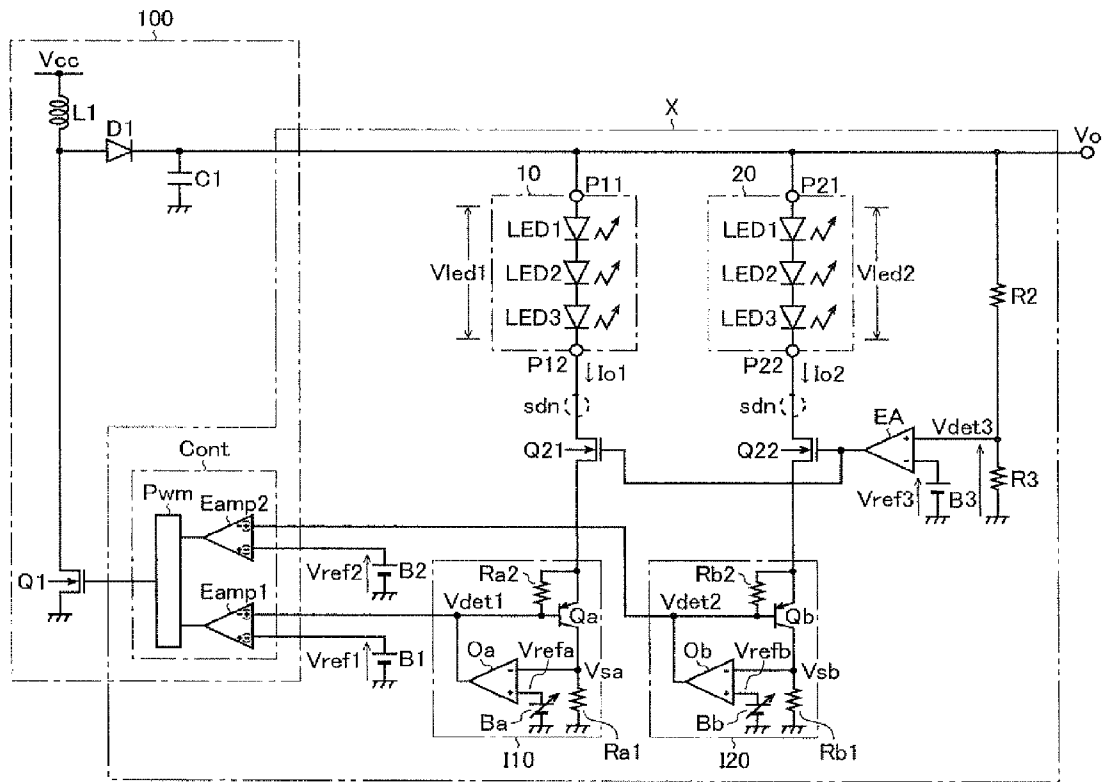 100
Vcc
L1
D1
C1
X
Vo
10
P11
LED1
LED2
LED3
Vled1
P12
Io1
sdn
Q21
20
P21
LED1
LED2
LED3
Vled2
P22
Io2
sdn
Q22
R2
EA
Vdet3
+
-
Vref3
B3
R3
Cont
Pwm
Eamp2
Vref2
B2
Q1
Eamp1
Vref1
B1
Ra2
Vdet1
Qa
Oa
Vrefa
-
+
Vsa
Ba
Ra1
I10
Rb2
Vdet2
Qb
Ob
Vrefb
-
+
Vsb
Bb
Rb1
I20